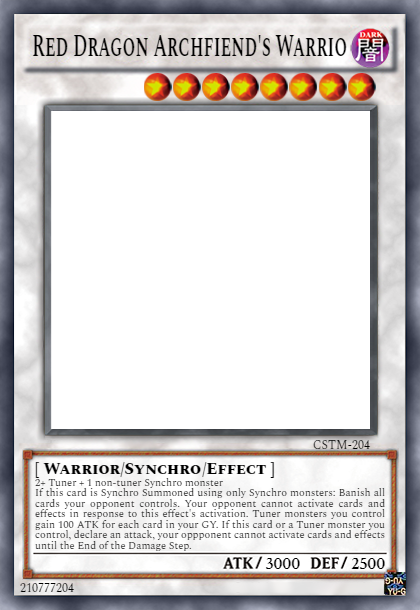 RED DRAGON ARCHFIEND'S WARRIO
DARK
闇
CSTM-204
[ WARRIOR/SYNCHRO/EFFECT ]
2+ Tuner + 1 non-tuner Synchro monster
If this card is Synchro Summoned using only Synchro monsters: Banish all
cards your opponent controls. Your opponent cannot activate cards and
effects in response to this effect's activation. Tuner monsters you control
gain 100 ATK for each card in your GY. If this card or a Tuner monster you
control, declare an attack, your oppponent cannot activate cards and effects
until the End of the Damage Step.
ATK / 3000 DEF / 2500
210777204
YU-G
YU-G